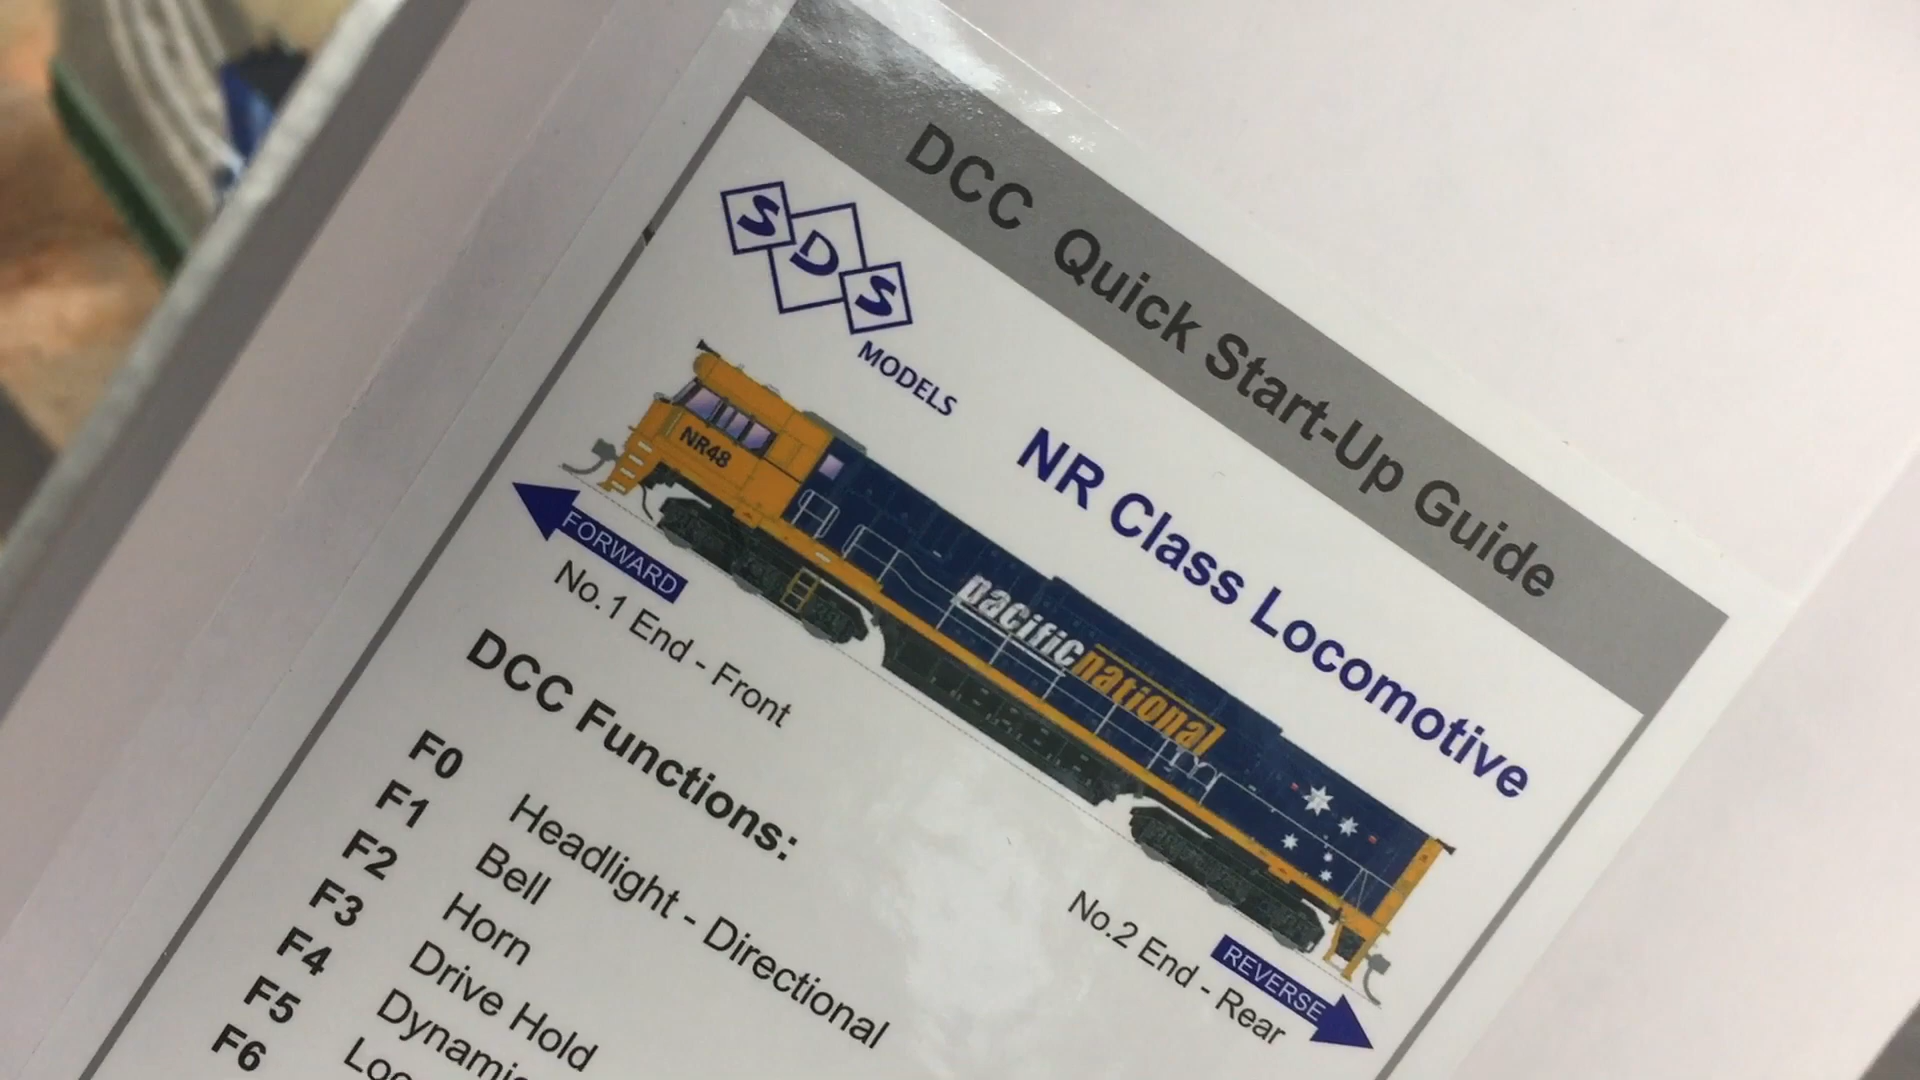 DCC Quick Start-Up Guide
SDS
MODELS
NR Class Locomotive
NR48
pacific national
FORWARD
No.1 End - Front
No.2 End - Rear
REVERSE
DCC Functions:
F0 Headlight - Directional
F1 Bell
F2 Horn
F3 Drive Hold
F4
F5
F6